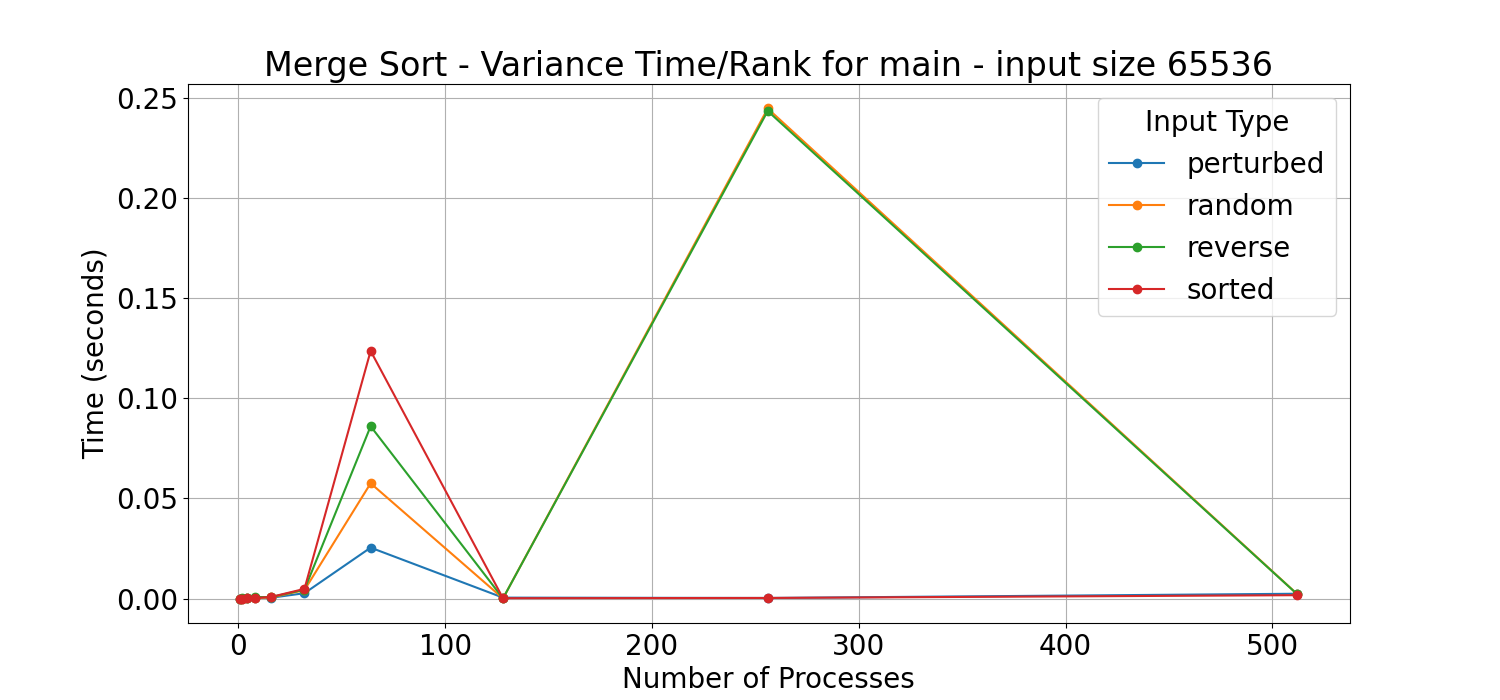 Merge Sort - Variance Time/Rank for main - input size 65536
0.25
0.20
0.15
0.10
0.05
0.00
Time (seconds)
Input Type
perturbed
random
reverse
sorted
0 100 200 300 400 500
Number of Processes